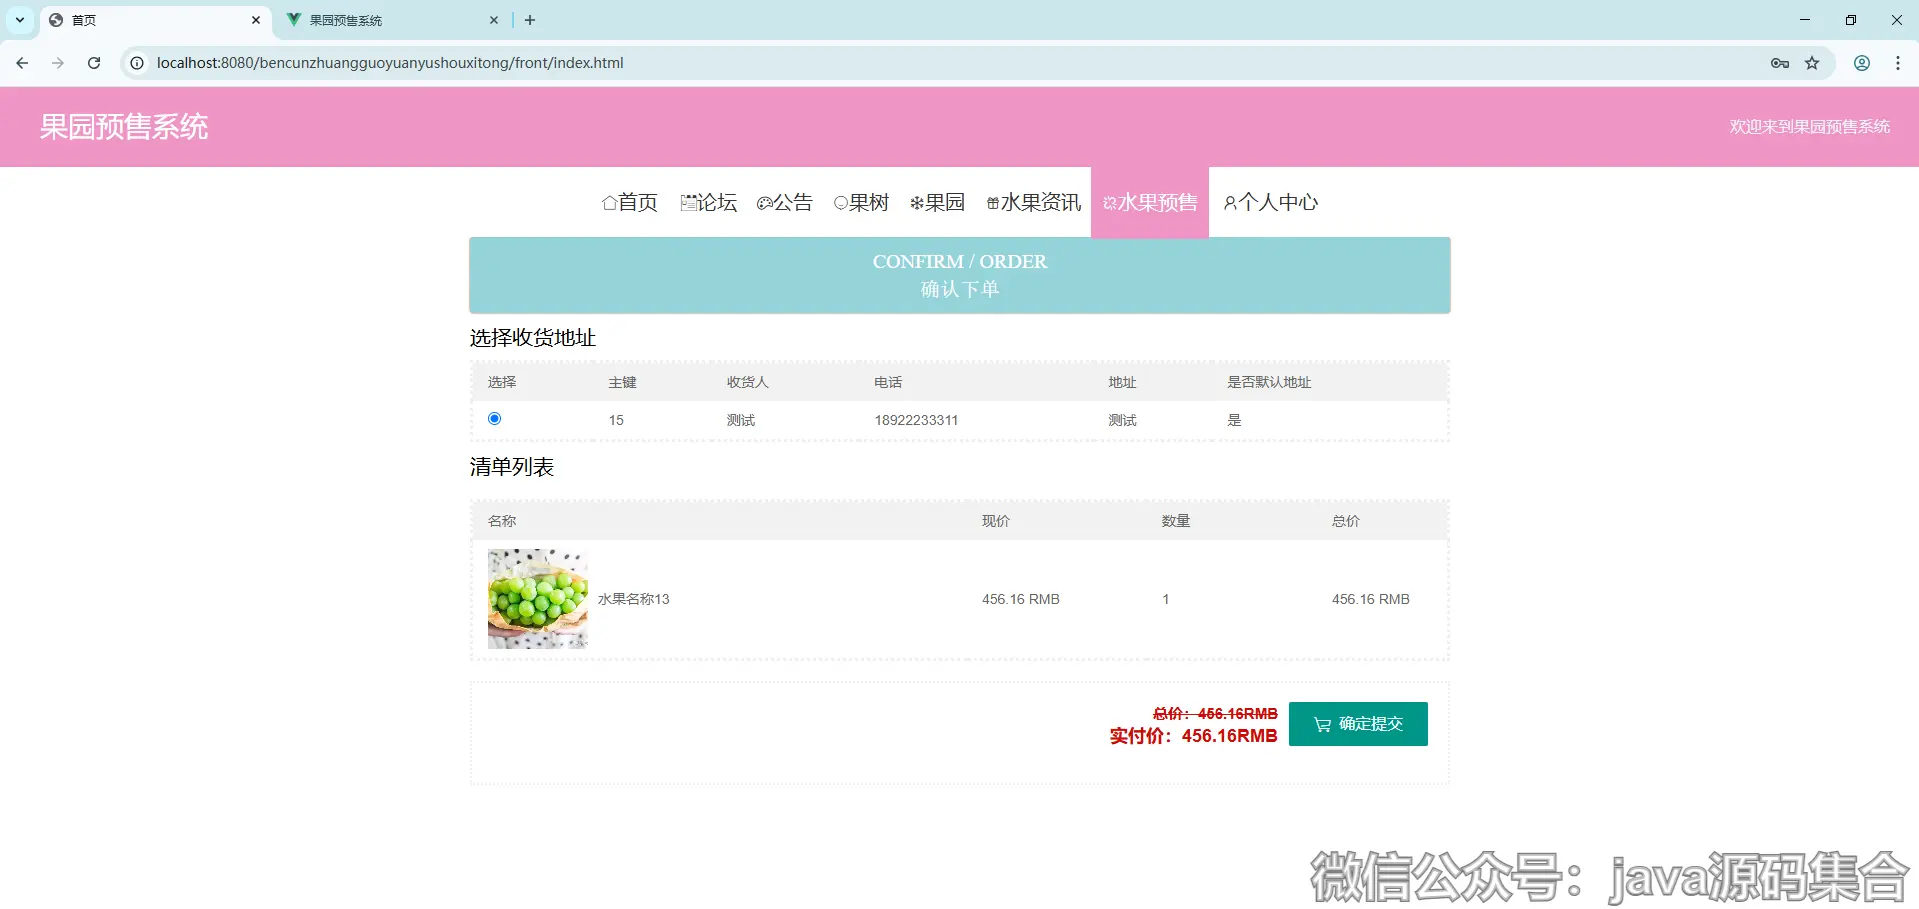 首页
果园预售系统
localhost:8080/bencunzhuangguoyuanyushouxitong/front/index.html
果园预售系统
欢迎来到果园预售系统
首页 论坛 公告 果树 果园 水果资讯 水果预售 个人中心
CONFIRM / ORDER
确认下单
选择收货地址
选择 主键 收货人 电话 地址 是否默认地址
15 测试 18922233311 测试 是
清单列表
名称 现价 数量 总价
水果名称13 456.16 RMB 1 456.16 RMB
总价：456.16RMB
实付价：456.16RMB
确定提交
微信公众号：java源码集合